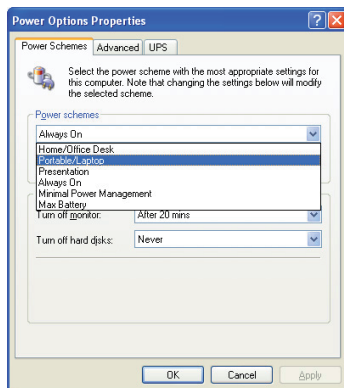 Power Options Properties
Power Schemes Advanced UPS
Select the power scheme with the most appropriate settings for
this computer. Note that changing the settings below will modify
the selected scheme.
Power schemes
Always On
Home/Office Desk
Portable/Laptop
Presentation
Always On
Minimal Power Management
Max Battery
Turn off monitor: After 20 mins
Turn off hard disks: Never
OK Cancel Apply